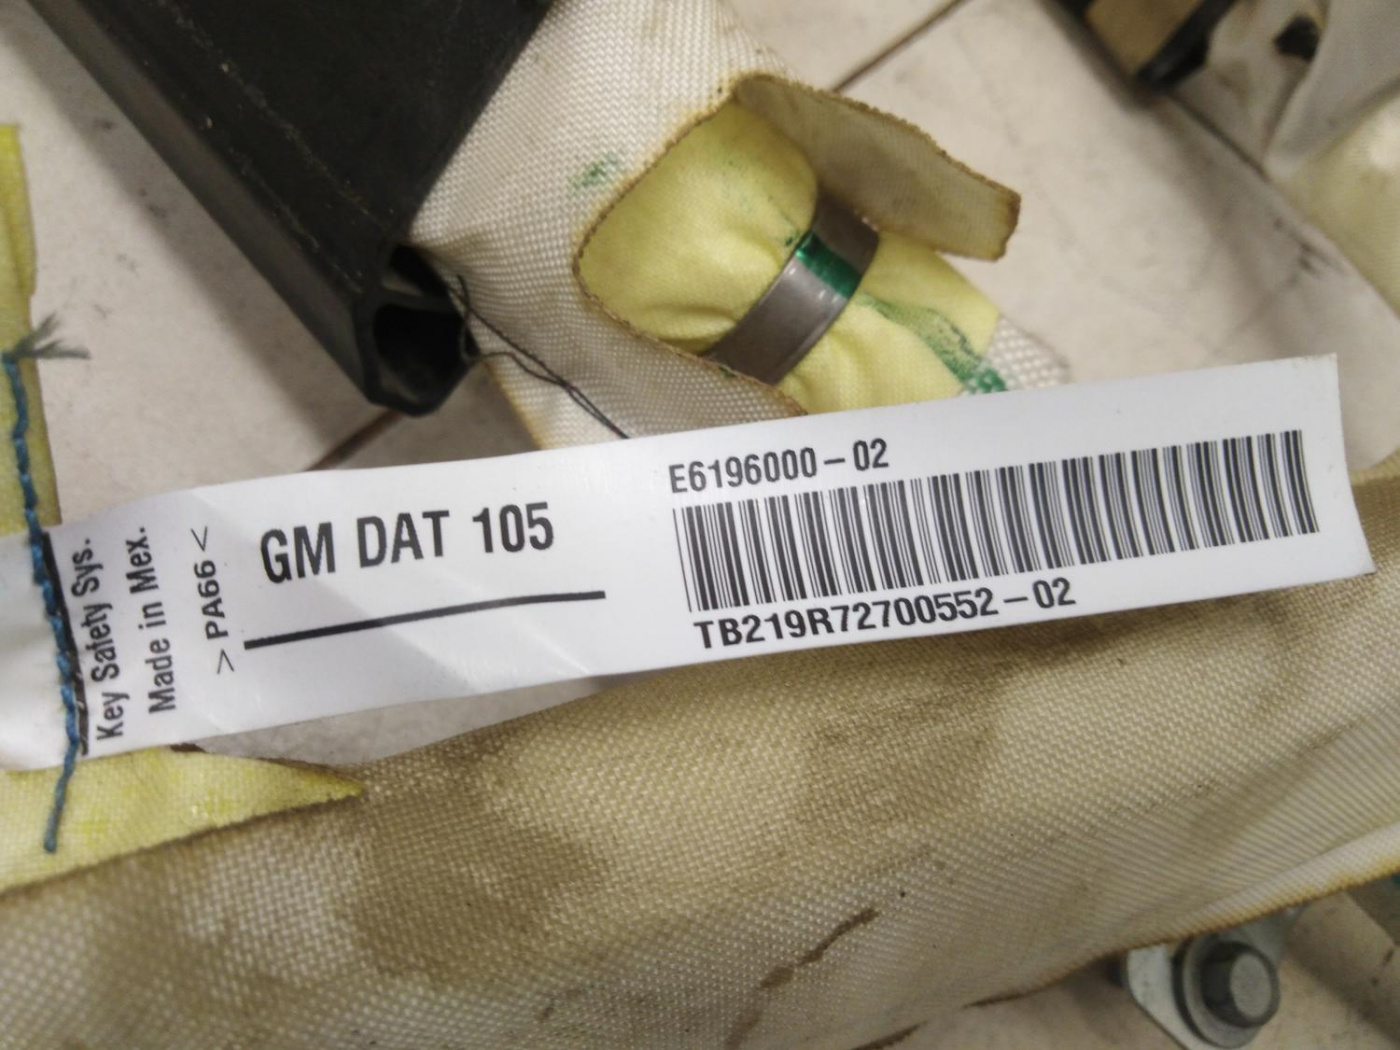 Key Safety Sys.
Made in Mex.
>PA66<
GM DAT 105
E6196000-02
TB219R72700552-02